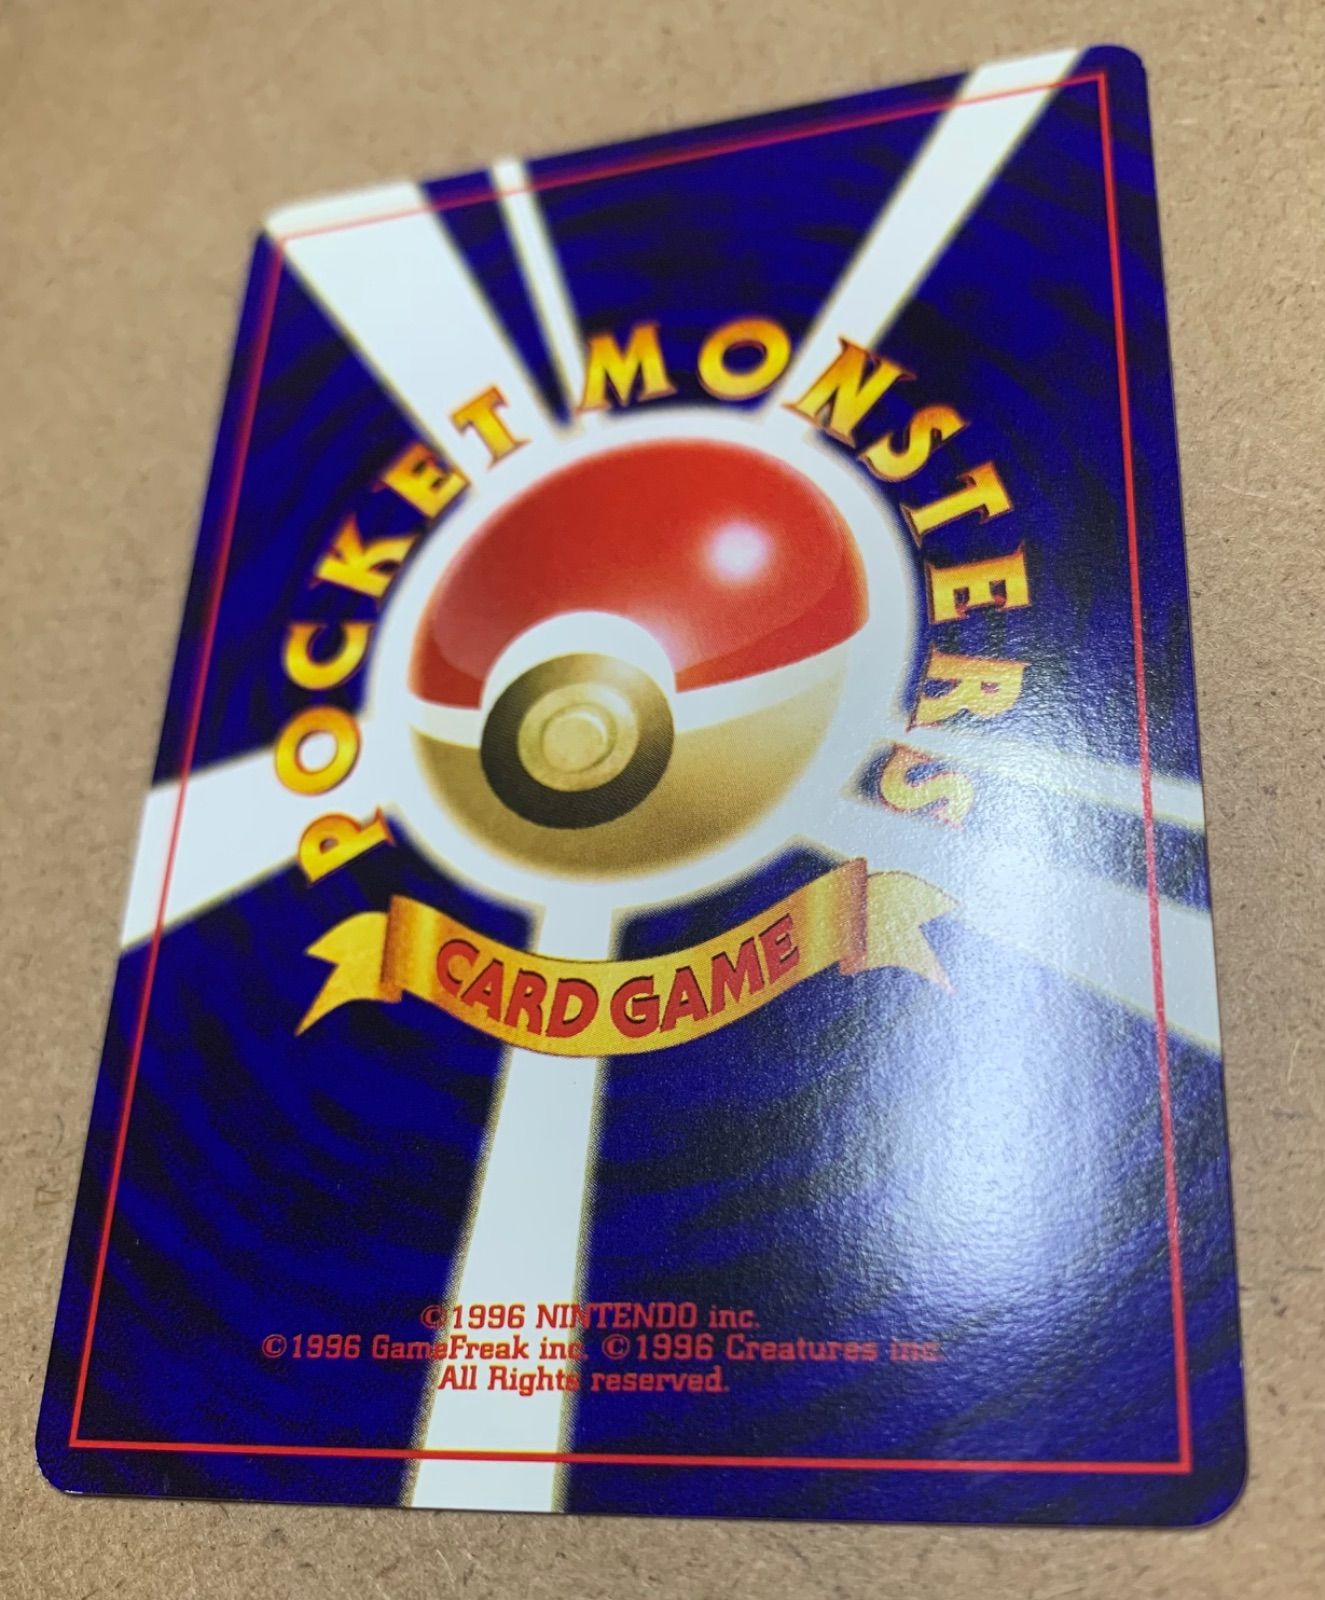 POCKET MONSTERS
CARD GAME
©1996 NINTENDO inc.
©1996 GameFreak inc. ©1996 Creatures inc.
All Rights reserved.